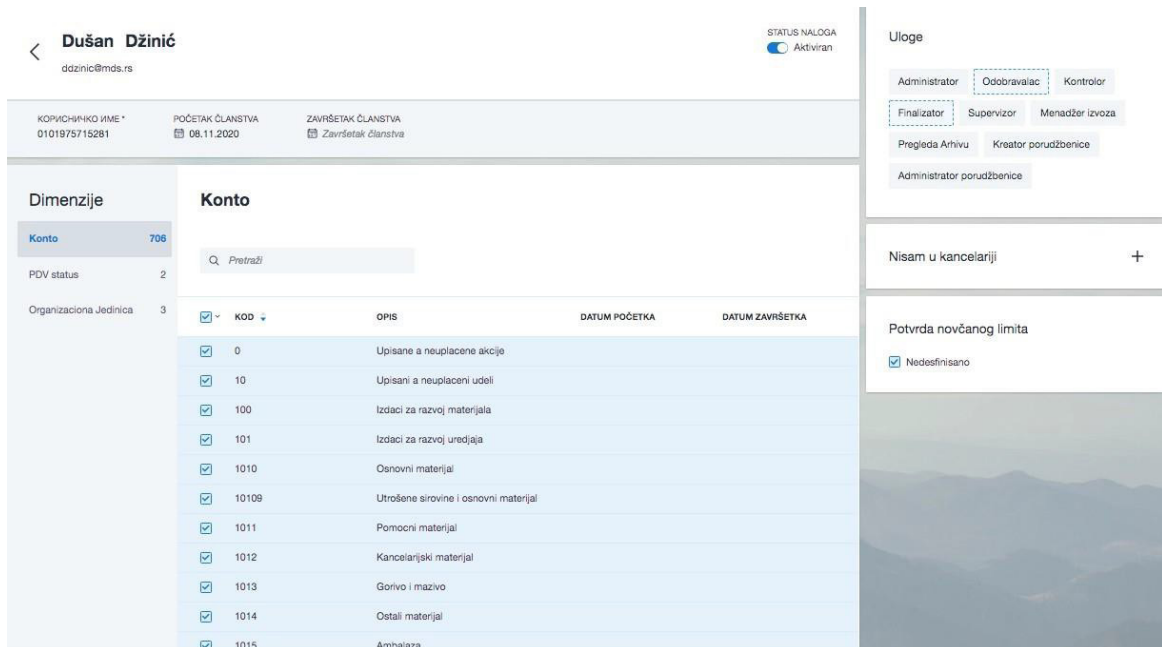 Dušan Džinić
ddzinic@mds.rs
STATUS NALOGA
Aktiviran
КОРИСНИЧКО ИМЕ *
0101975715281
POČETAK ČLANSTVA
08.11.2020
ZAVRŠETAK ČLANSTVA
Završetak članstva
Dimenzije
Konto 706
PDV status 2
Organizaciona Jedinica 3
Konto
Pretraži
KOD OPIS DATUM POČETKA DATUM ZAVRŠETKA
0 Upisane a neuplacene akcije
10 Upisani a neuplaceni udeli
100 Izdaci za razvoj materijala
101 Izdaci za razvoj uredjaja
1010 Osnovni materijal
10109 Utrošene sirovine i osnovni materijal
1011 Pomocni materijal
1012 Kancelarijski materijal
1013 Gorivo i mazivo
1014 Ostali materijal
1015 Ambalaza
Uloge
Administrator Odobravalac Kontrolor
Finalizator Supervizor Menadžer izvoza
Pregleda Arhivu Kreator porudžbenice
Administrator porudžbenice
Nisam u kancelariji
Potvrda novčanog limita
Nedesfinisano